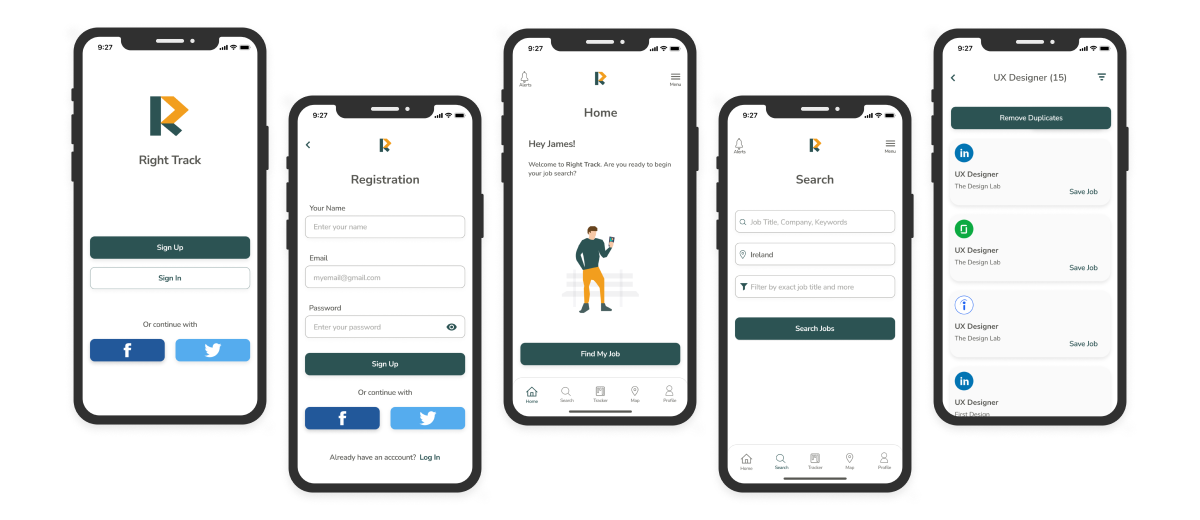 9:27
Right Track
Sign Up
Sign In
Or continue with
9:27
Registration
Your Name
Enter your name
Email
myemail@gmail.com
Password
Enter your password
Sign Up
Or continue with
Already have an acccount? Log In
9:27
Alerts
Menu
Home
Hey James!
Welcome to Right Track. Are you ready to begin
your job search?
Find My Job
Home Search Tracker Map Profile
9:27
Alerts
Menu
Search
Job Title, Company, Keywords
Ireland
Filter by exact job title and more
Search Jobs
Home Search Tracker Map Profile
9:27
UX Designer (15)
Remove Duplicates
in
UX Designer
The Design Lab
Save Job
UX Designer
The Design Lab
Save Job
UX Designer
The Design Lab
Save Job
in
UX Designer
First Design